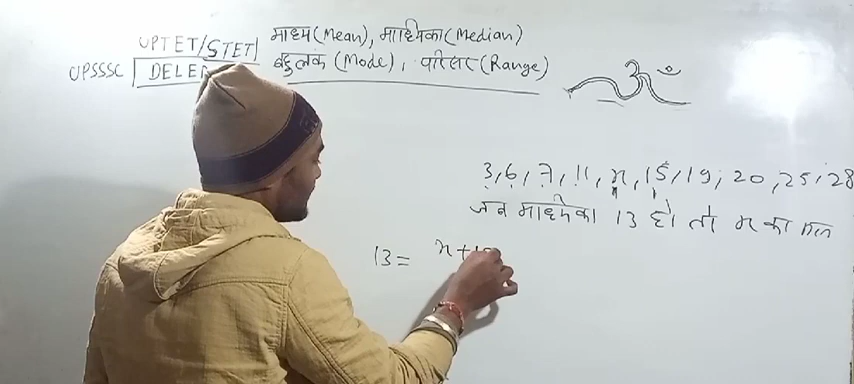 UPTET/STET
माध्य (Mean), माध्यिका (Median)
UPSSSC DELE
बहुलक (Mode), परिसर (Range)
ॐ
3, 6, 7, 11, x, 15, 19, 20, 25, 28
जब माध्यिका 13 हो तो x का
13 = x +